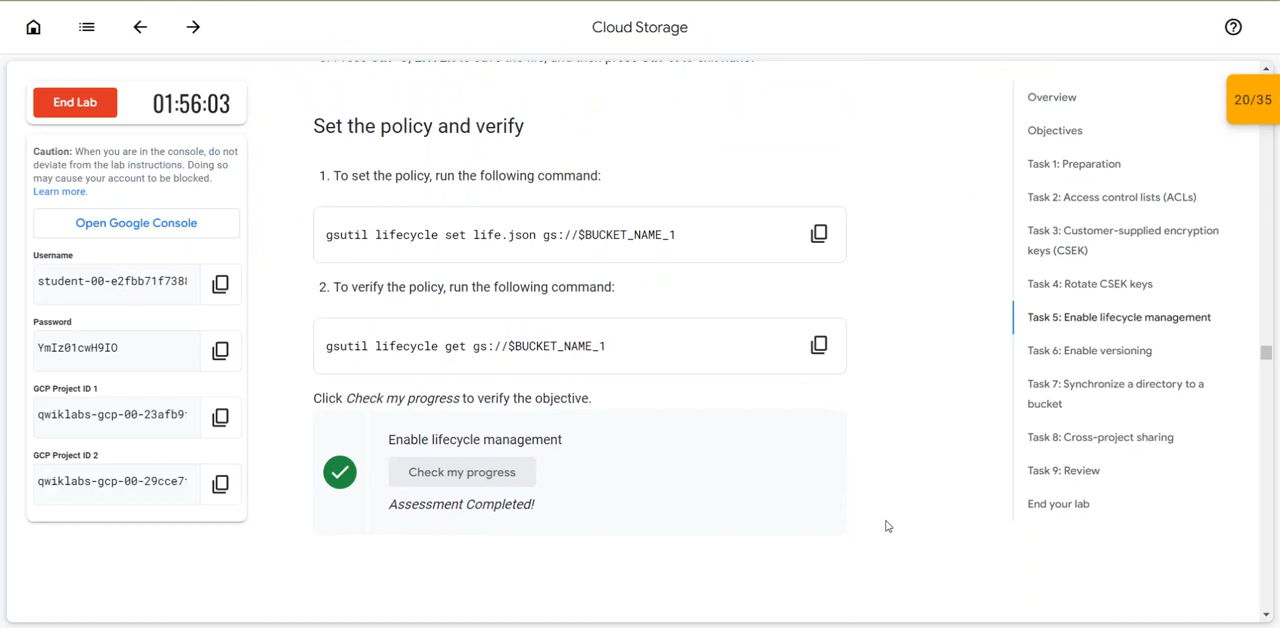 Cloud Storage
End Lab
01:56:03
Caution: When you are in the console, do not
deviate from the lab instructions. Doing so
may cause your account to be blocked.
Learn more.
Open Google Console
Username
student-00-e2fbb71f738
Password
YmIz01cwH9IO
GCP Project ID 1
qwiklabs-gcp-00-23afb9
GCP Project ID 2
qwiklabs-gcp-00-29cce7
Set the policy and verify
1. To set the policy, run the following command:
gsutil lifecycle set life.json gs://$BUCKET_NAME_1
2. To verify the policy, run the following command:
gsutil lifecycle get gs://$BUCKET_NAME_1
Click Check my progress to verify the objective.
Enable lifecycle management
Check my progress
Assessment Completed!
Overview
Objectives
Task 1: Preparation
Task 2: Access control lists (ACLs)
Task 3: Customer-supplied encryption
keys (CSEK)
Task 4: Rotate CSEK keys
Task 5: Enable lifecycle management
Task 6: Enable versioning
Task 7: Synchronize a directory to a
bucket
Task 8: Cross-project sharing
Task 9: Review
End your lab
20/35